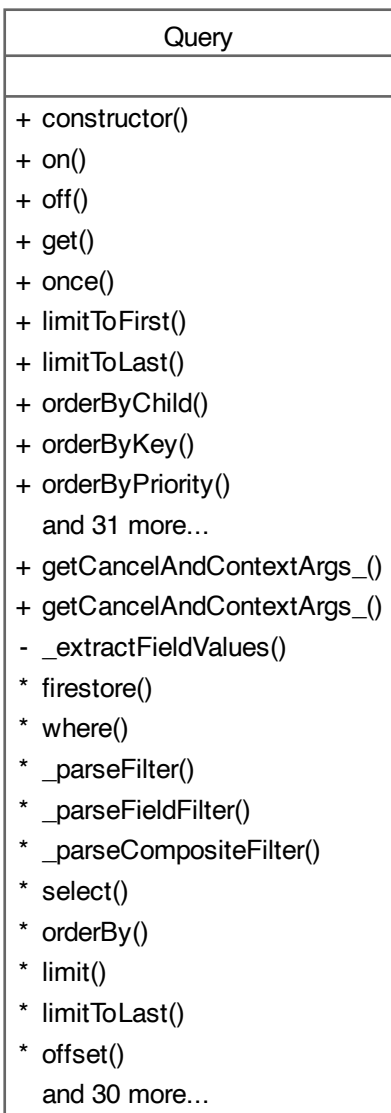 Query
+ constructor()
+ on()
+ off()
+ get()
+ once()
+ limitToFirst()
+ limitToLast()
+ orderByChild()
+ orderByKey()
+ orderByPriority()
and 31 more...
+ getCancelAndContextArgs_()
+ getCancelAndContextArgs_()
- _extractFieldValues()
* firestore()
* where()
* _parseFilter()
* _parseFieldFilter()
* _parseCompositeFilter()
* select()
* orderBy()
* limit()
* limitToLast()
* offset()
and 30 more...